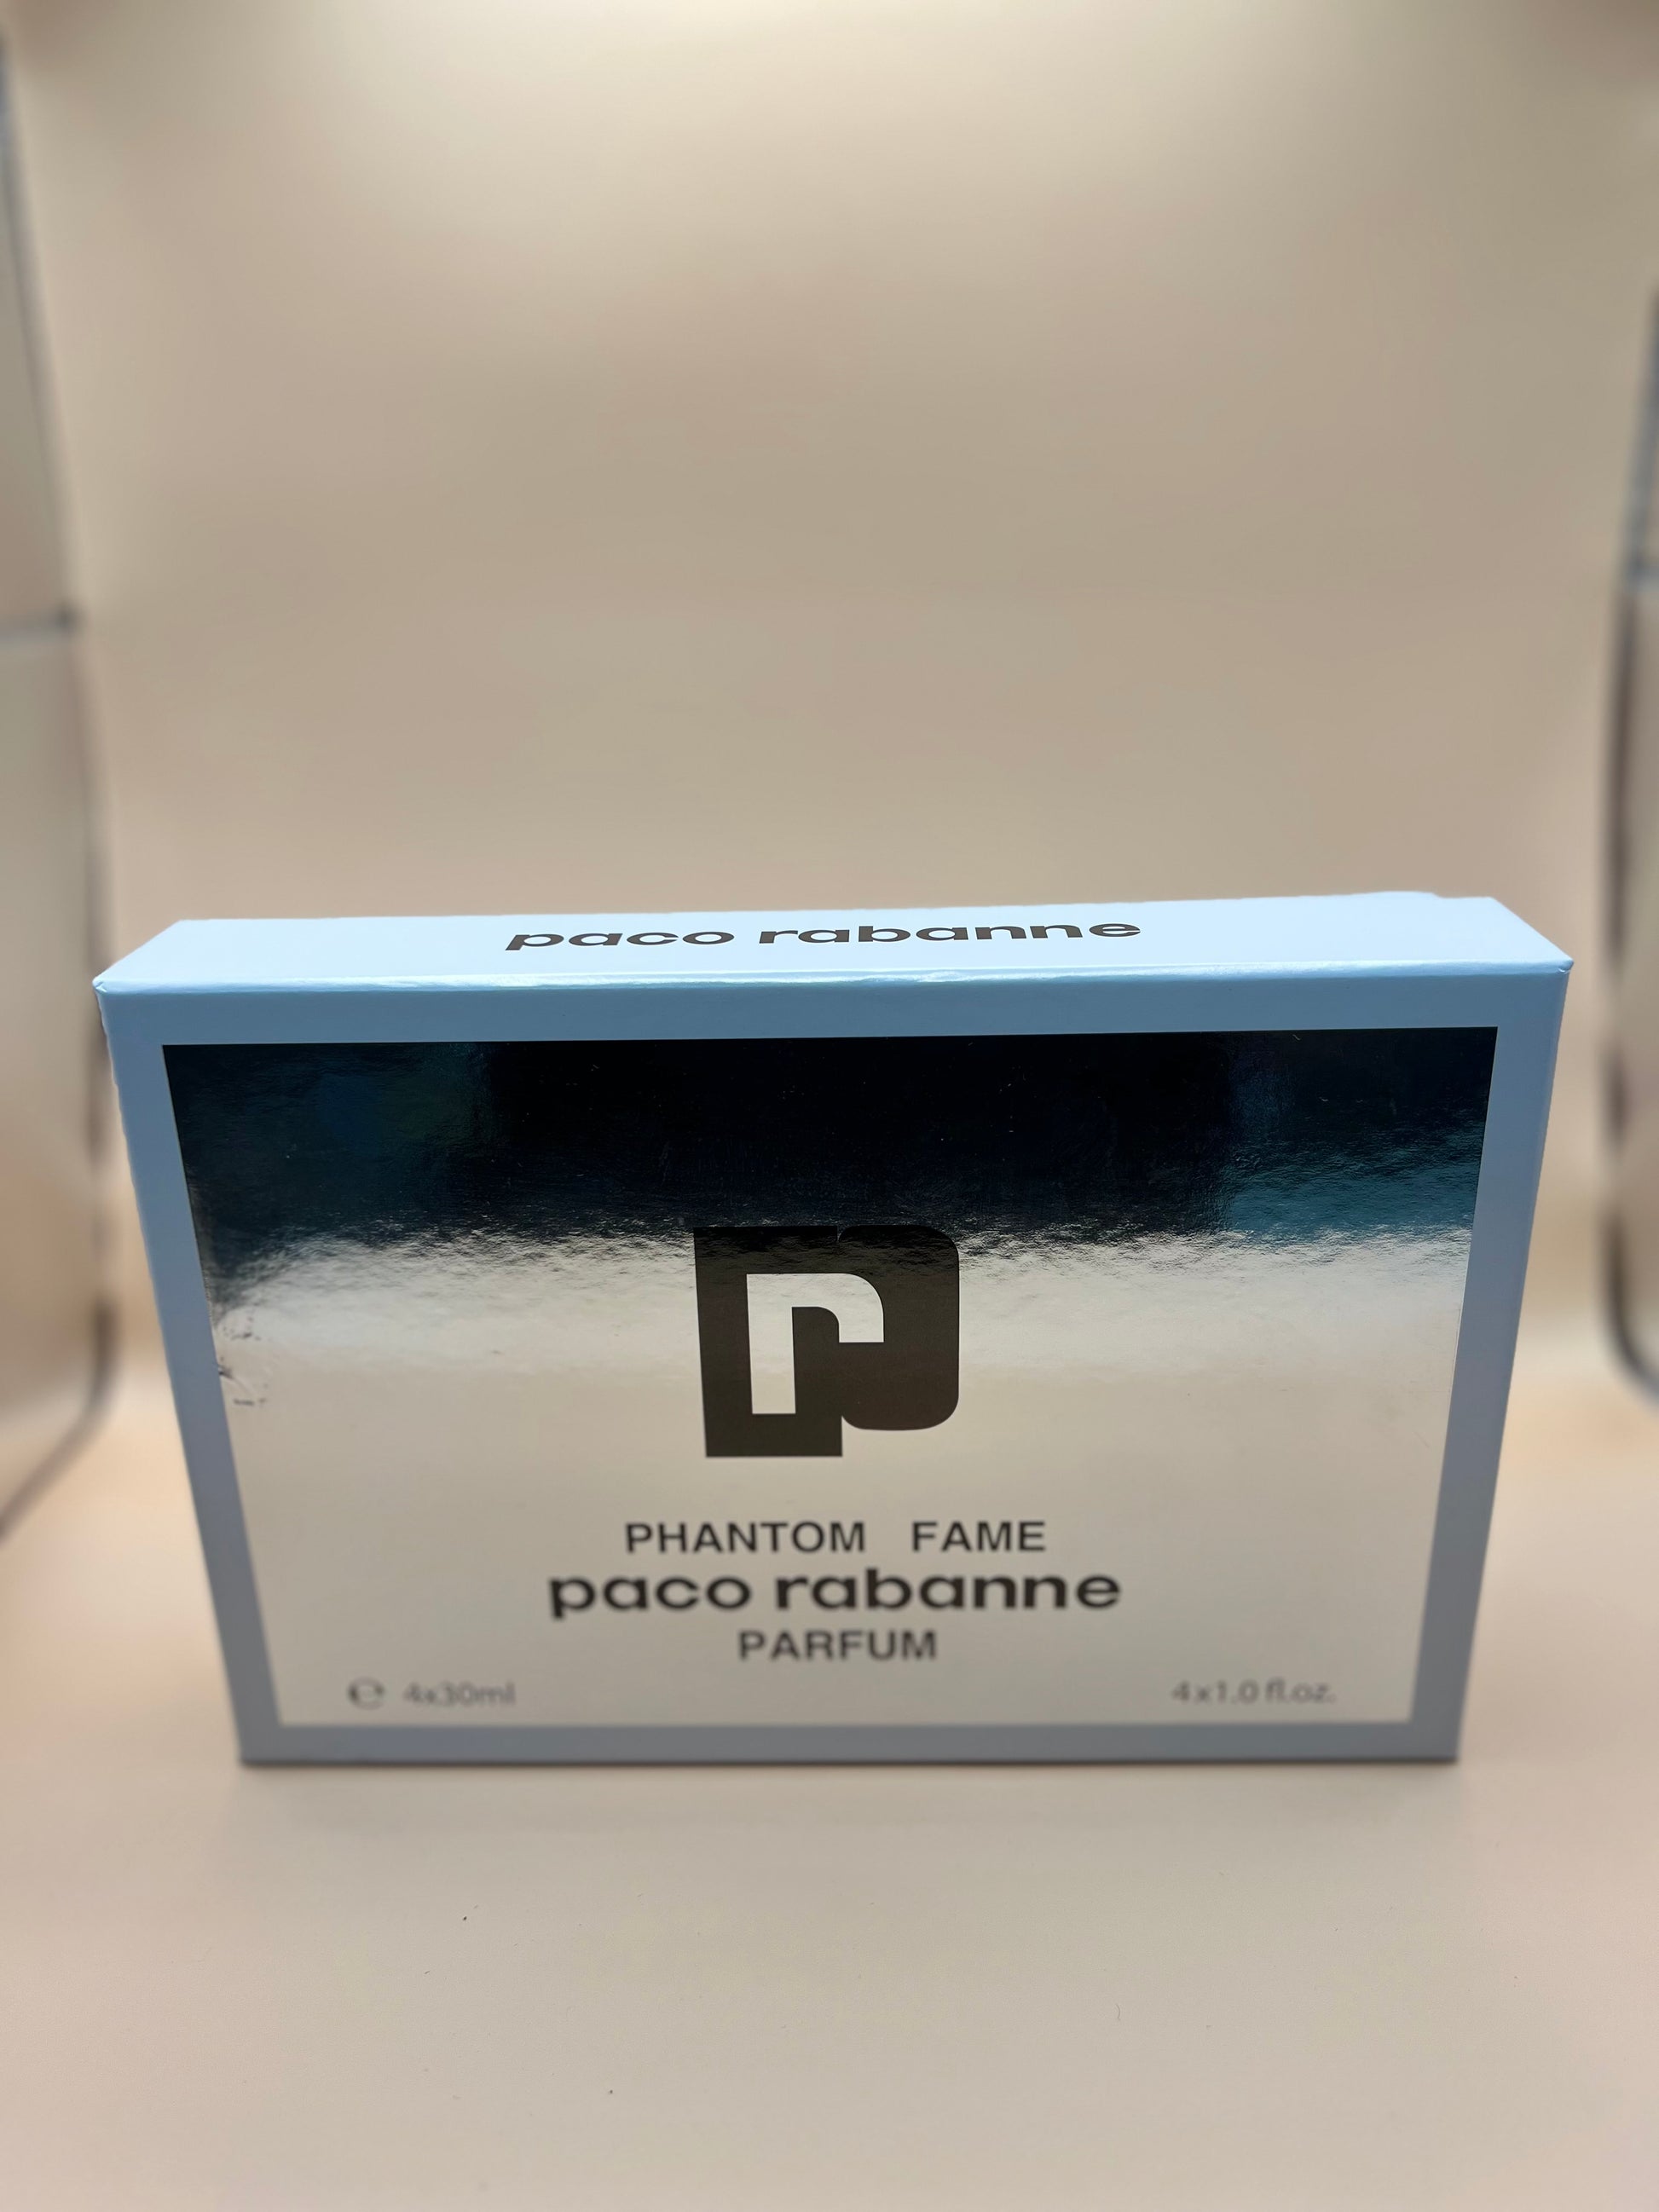 paco rabanne
PHANTOM FAME
paco rabanne
PARFUM
℮ 4x30ml
4x1.0 fl.oz.